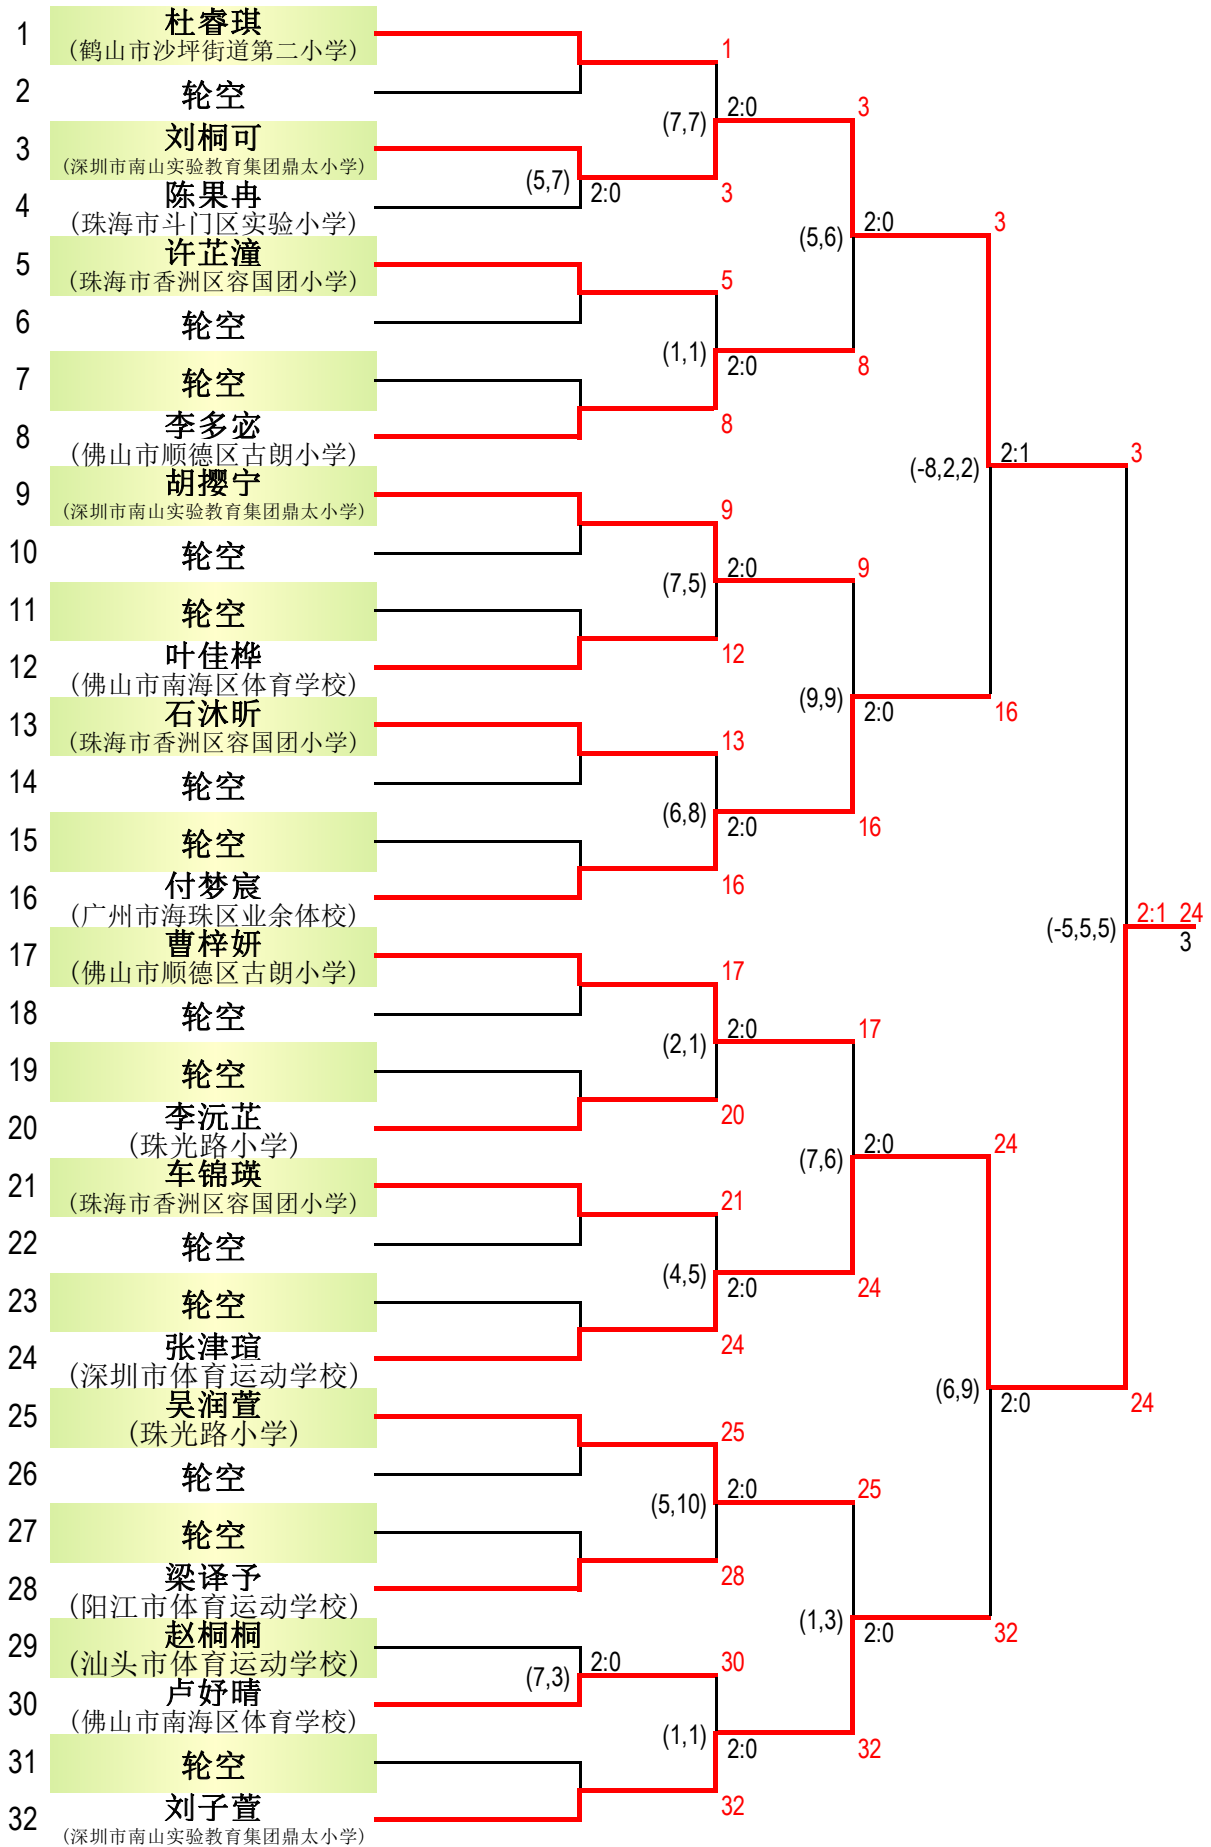 1 杜睿琪
(鹤山市沙坪街道第二小学)
1
2 轮空
(7,7) 2:0 3
3 刘桐可
(深圳市南山实验教育集团鼎太小学)
(5,7) 2:0 3
4 陈果冉
(珠海市斗门区实验小学)
(5,6) 2:0 3
5 许芷潼
(珠海市香洲区容国团小学)
5
6 轮空
(1,1) 2:0 8
7 轮空
8 李多宓
(佛山市顺德区古朗小学)
8
(-8,2,2) 2:1 3
9 胡撄宁
(深圳市南山实验教育集团鼎太小学)
9
10 轮空
(7,5) 2:0 9
11 轮空
12 叶佳桦
(佛山市南海区体育学校)
12
(9,9) 2:0 16
13 石沐昕
(珠海市香洲区容国团小学)
13
14 轮空
(6,8) 2:0 16
15 轮空
16 付梦宸
(广州市海珠区业余体校)
16
(-5,5,5) 2:1 24
3
17 曹梓妍
(佛山市顺德区古朗小学)
17
18 轮空
(2,1) 2:0 17
19 轮空
20 李沅芷
(珠光路小学)
20
(7,6) 2:0 24
21 车锦瑛
(珠海市香洲区容国团小学)
21
22 轮空
(4,5) 2:0 24
23 轮空
24 张津瑄
(深圳市体育运动学校)
24
(6,9) 2:0 24
25 吴润萱
(珠光路小学)
25
26 轮空
(5,10) 2:0 25
27 轮空
28 梁译予
(阳江市体育运动学校)
28
(1,3) 2:0 32
29 赵桐桐
(汕头市体育运动学校)
(7,3) 2:0 30
30 卢妤晴
(佛山市南海区体育学校)
(1,1) 2:0 32
31 轮空
32 刘子萱
(深圳市南山实验教育集团鼎太小学)
32